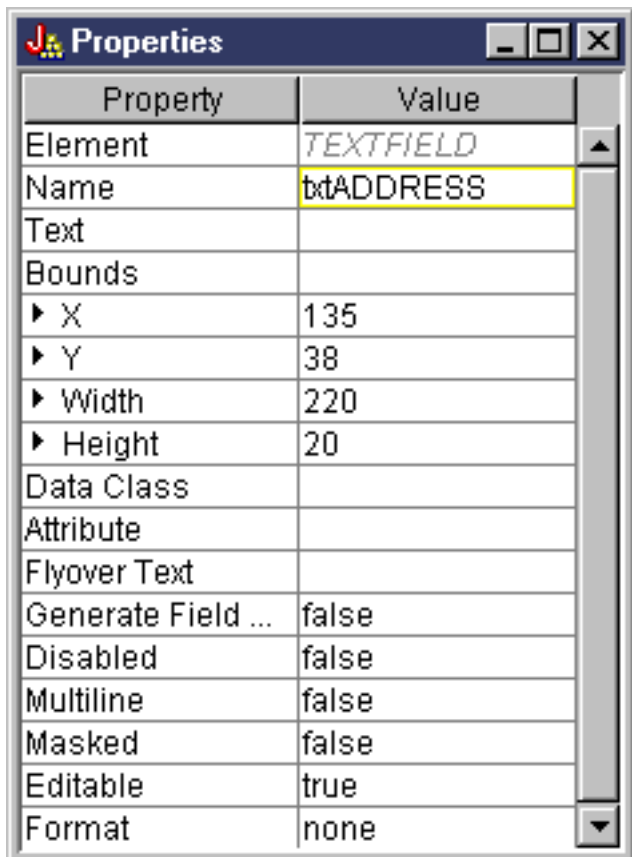 Properties
Property Value
Element TEXTFIELD
Name txtADDRESS
Text
Bounds
X 135
Y 38
Width 220
Height 20
Data Class
Attribute
Flyover Text
Generate Field ... false
Disabled false
Multiline false
Masked false
Editable true
Format none